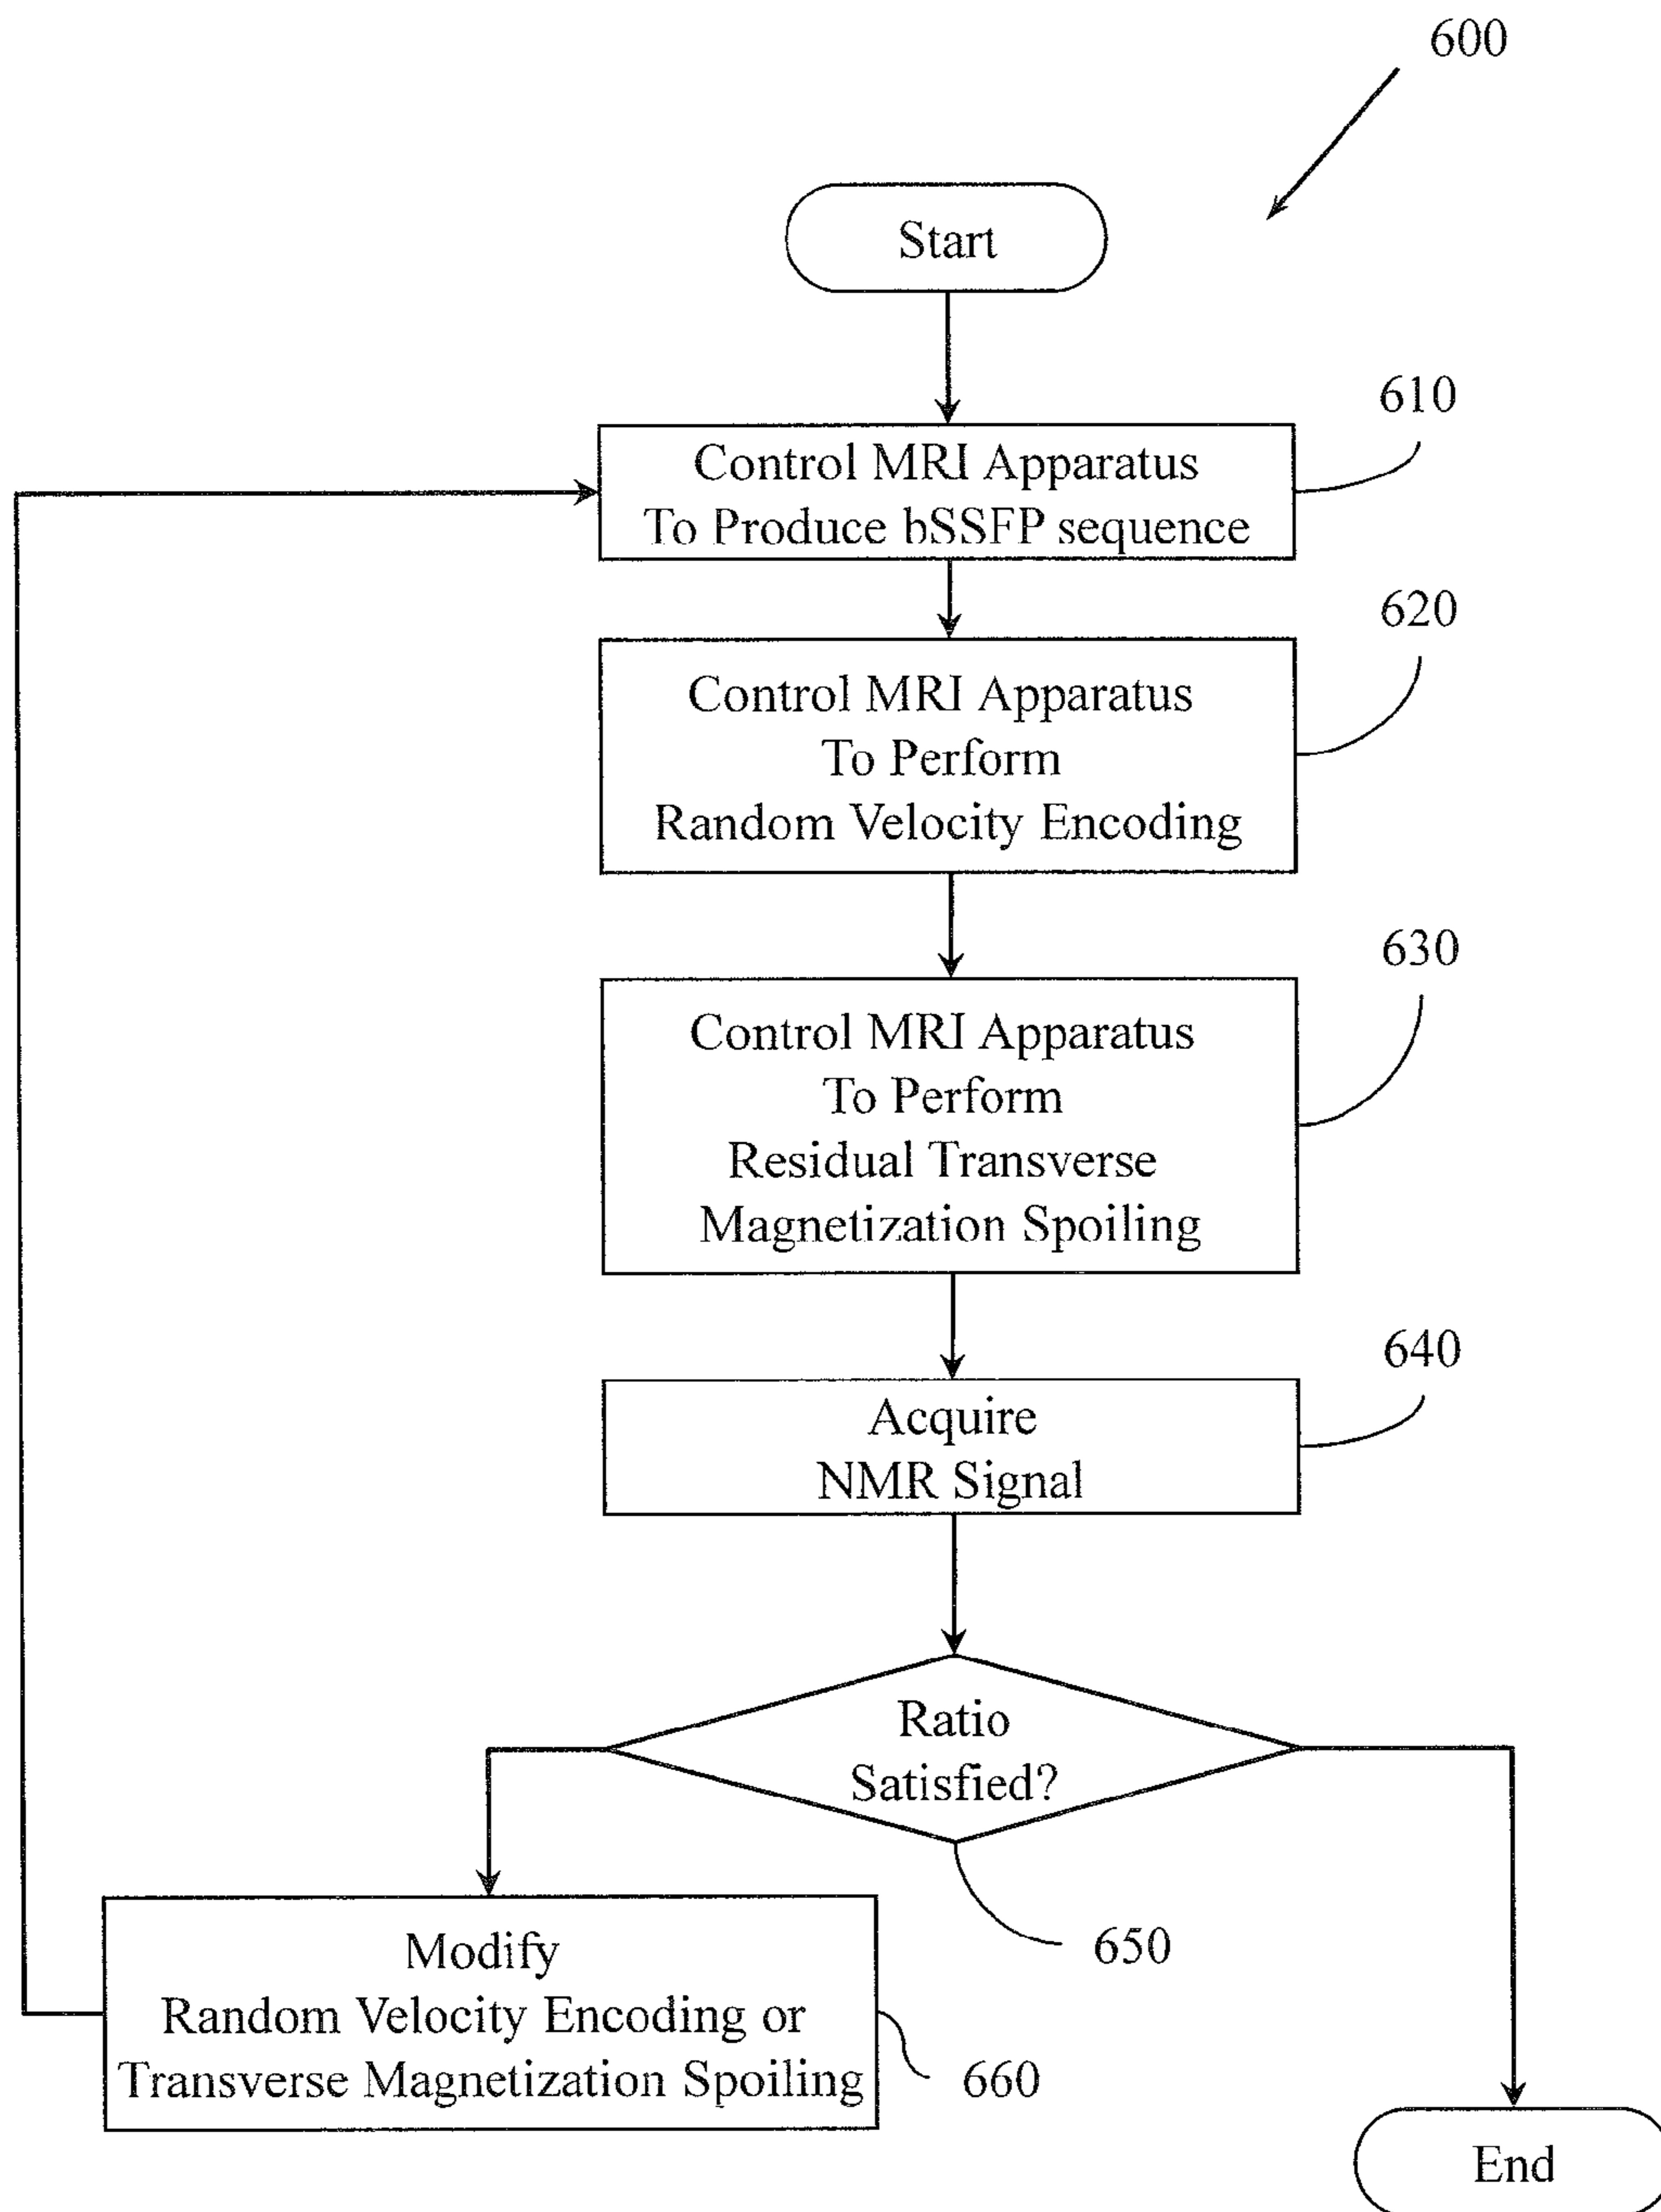 600
Start
610
Control MRI Apparatus
To Produce bSSFP sequence
620
Control MRI Apparatus
To Perform
Random Velocity Encoding
630
Control MRI Apparatus
To Perform
Residual Transverse
Magnetization Spoiling
640
Acquire
NMR Signal
Ratio
Satisfied?
650
Modify
Random Velocity Encoding or
Transverse Magnetization Spoiling
660
End